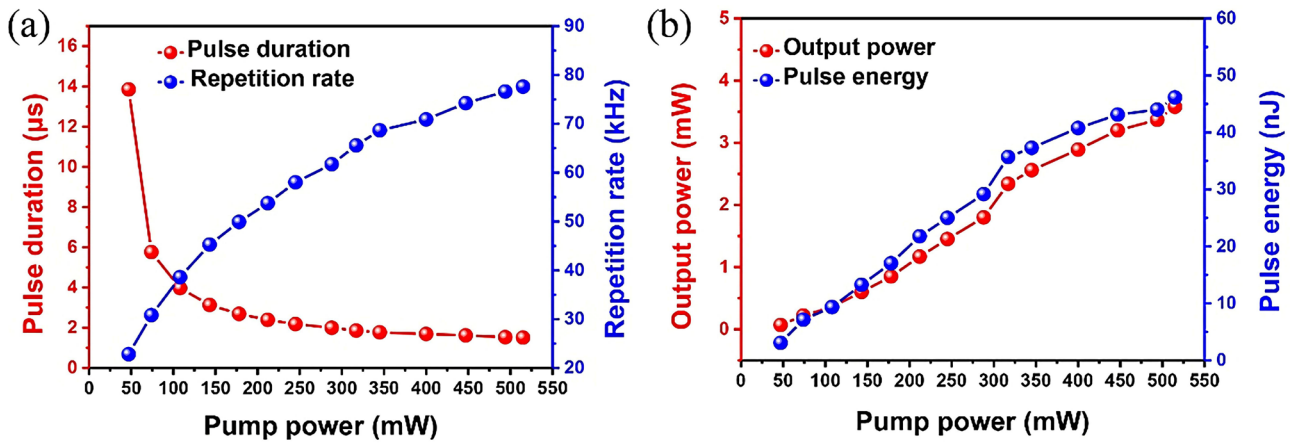 (a)
Pulse duration
Repetition rate
Pulse duration (μs)
16
14
12
10
8
6
4
2
0
Repetition rate (kHz)
90
80
70
60
50
40
30
20
0 50 100 150 200 250 300 350 400 450 500 550
Pump power (mW)
(b)
Output power
Pulse energy
Output power (mW)
5
4
3
2
1
0
Pulse energy (nJ)
60
50
40
30
20
10
0
0 50 100 150 200 250 300 350 400 450 500 550
Pump power (mW)